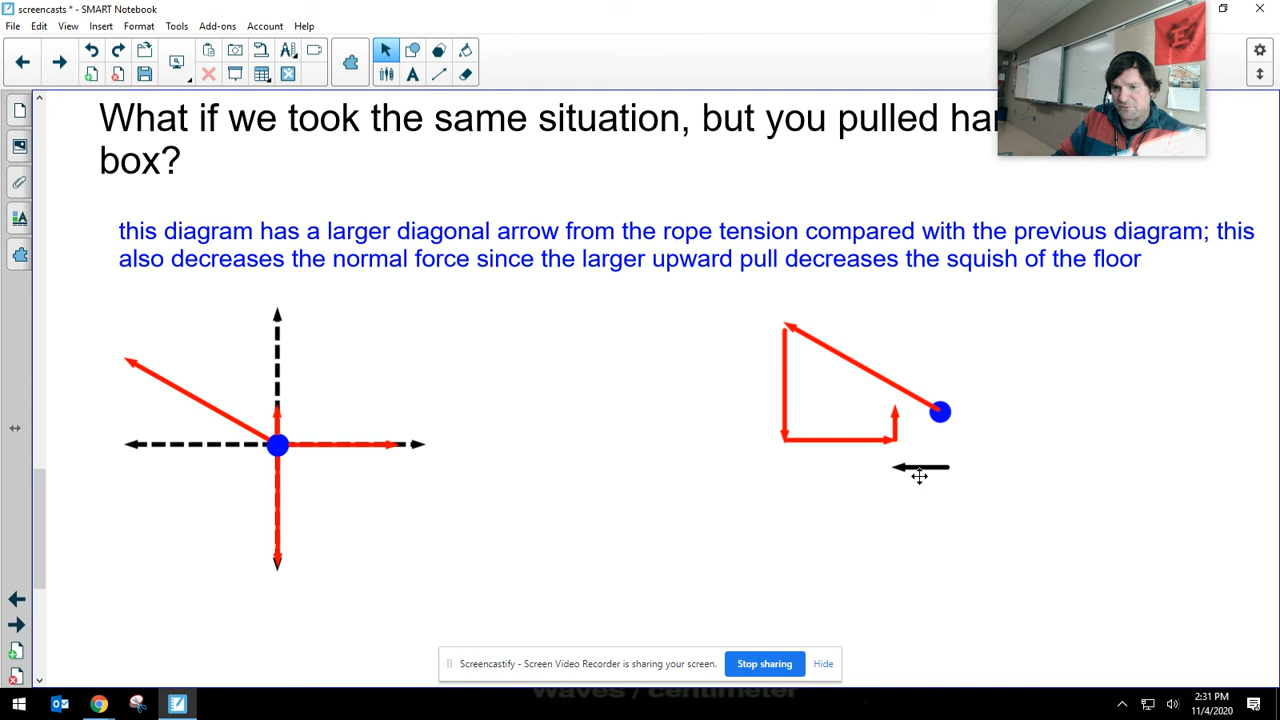 screencasts * - SMART Notebook
File Edit View Insert Format Tools Add-ons Account Help
What if we took the same situation, but you pulled
box?
this diagram has a larger diagonal arrow from the rope tension compared with the previous diagram; this
also decreases the normal force since the larger upward pull decreases the squish of the floor
Screencastify - Screen Video Recorder is sharing your screen. Stop sharing Hide
Waves / centimeter
2:31 PM
11/4/2020